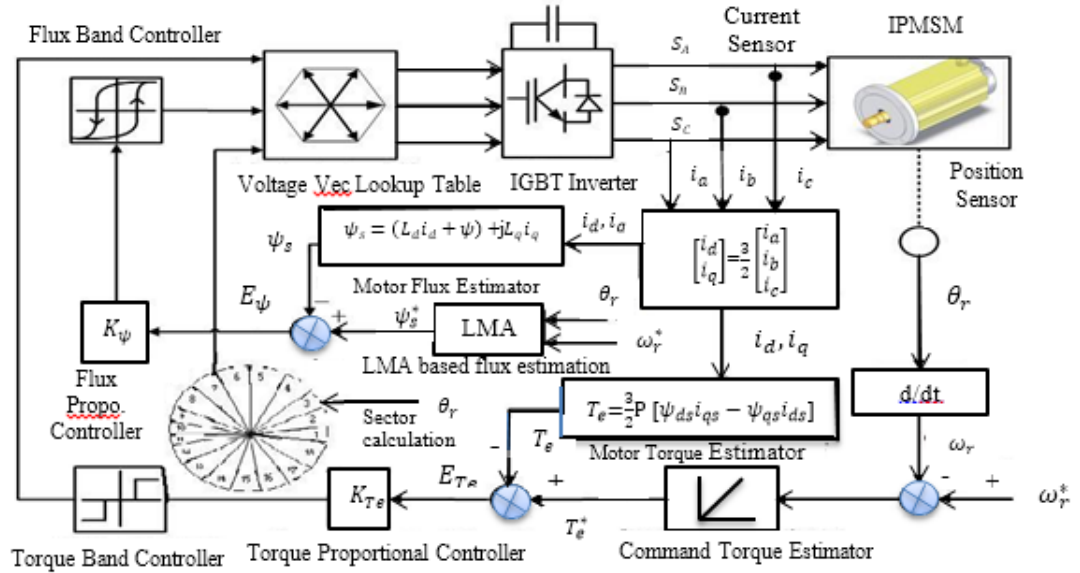 Flux Band Controller
Current
Sensor
IPMSM
S_A
S_B
S_C
Voltage Vec Lookup Table
IGBT Inverter
i_a
i_b
i_c
Position
Sensor
ψ_s
ψ_s = (L_d i_d + ψ) +jL_q i_q
i_d, i_a
[i_d i_q] = 3/2 [i_a i_b i_c]
Motor Flux Estimator
θ_r
θ_r
E_ψ
−
+
ψ_s^*
LMA
ω_r^*
K_ψ
LMA based flux estimation
i_d, i_q
Flux
Propo.
Controller
d/dt
Sector
calculation
θ_r
T_e = 3/2 P [ψ_ds i_qs − ψ_qs i_ds]
-
T_e
Motor Torque Estimator
ω_r
E_Te
K_Te
+
T_e^*
-
+
ω_r^*
Torque Band Controller
Torque Proportional Controller
Command Torque Estimator